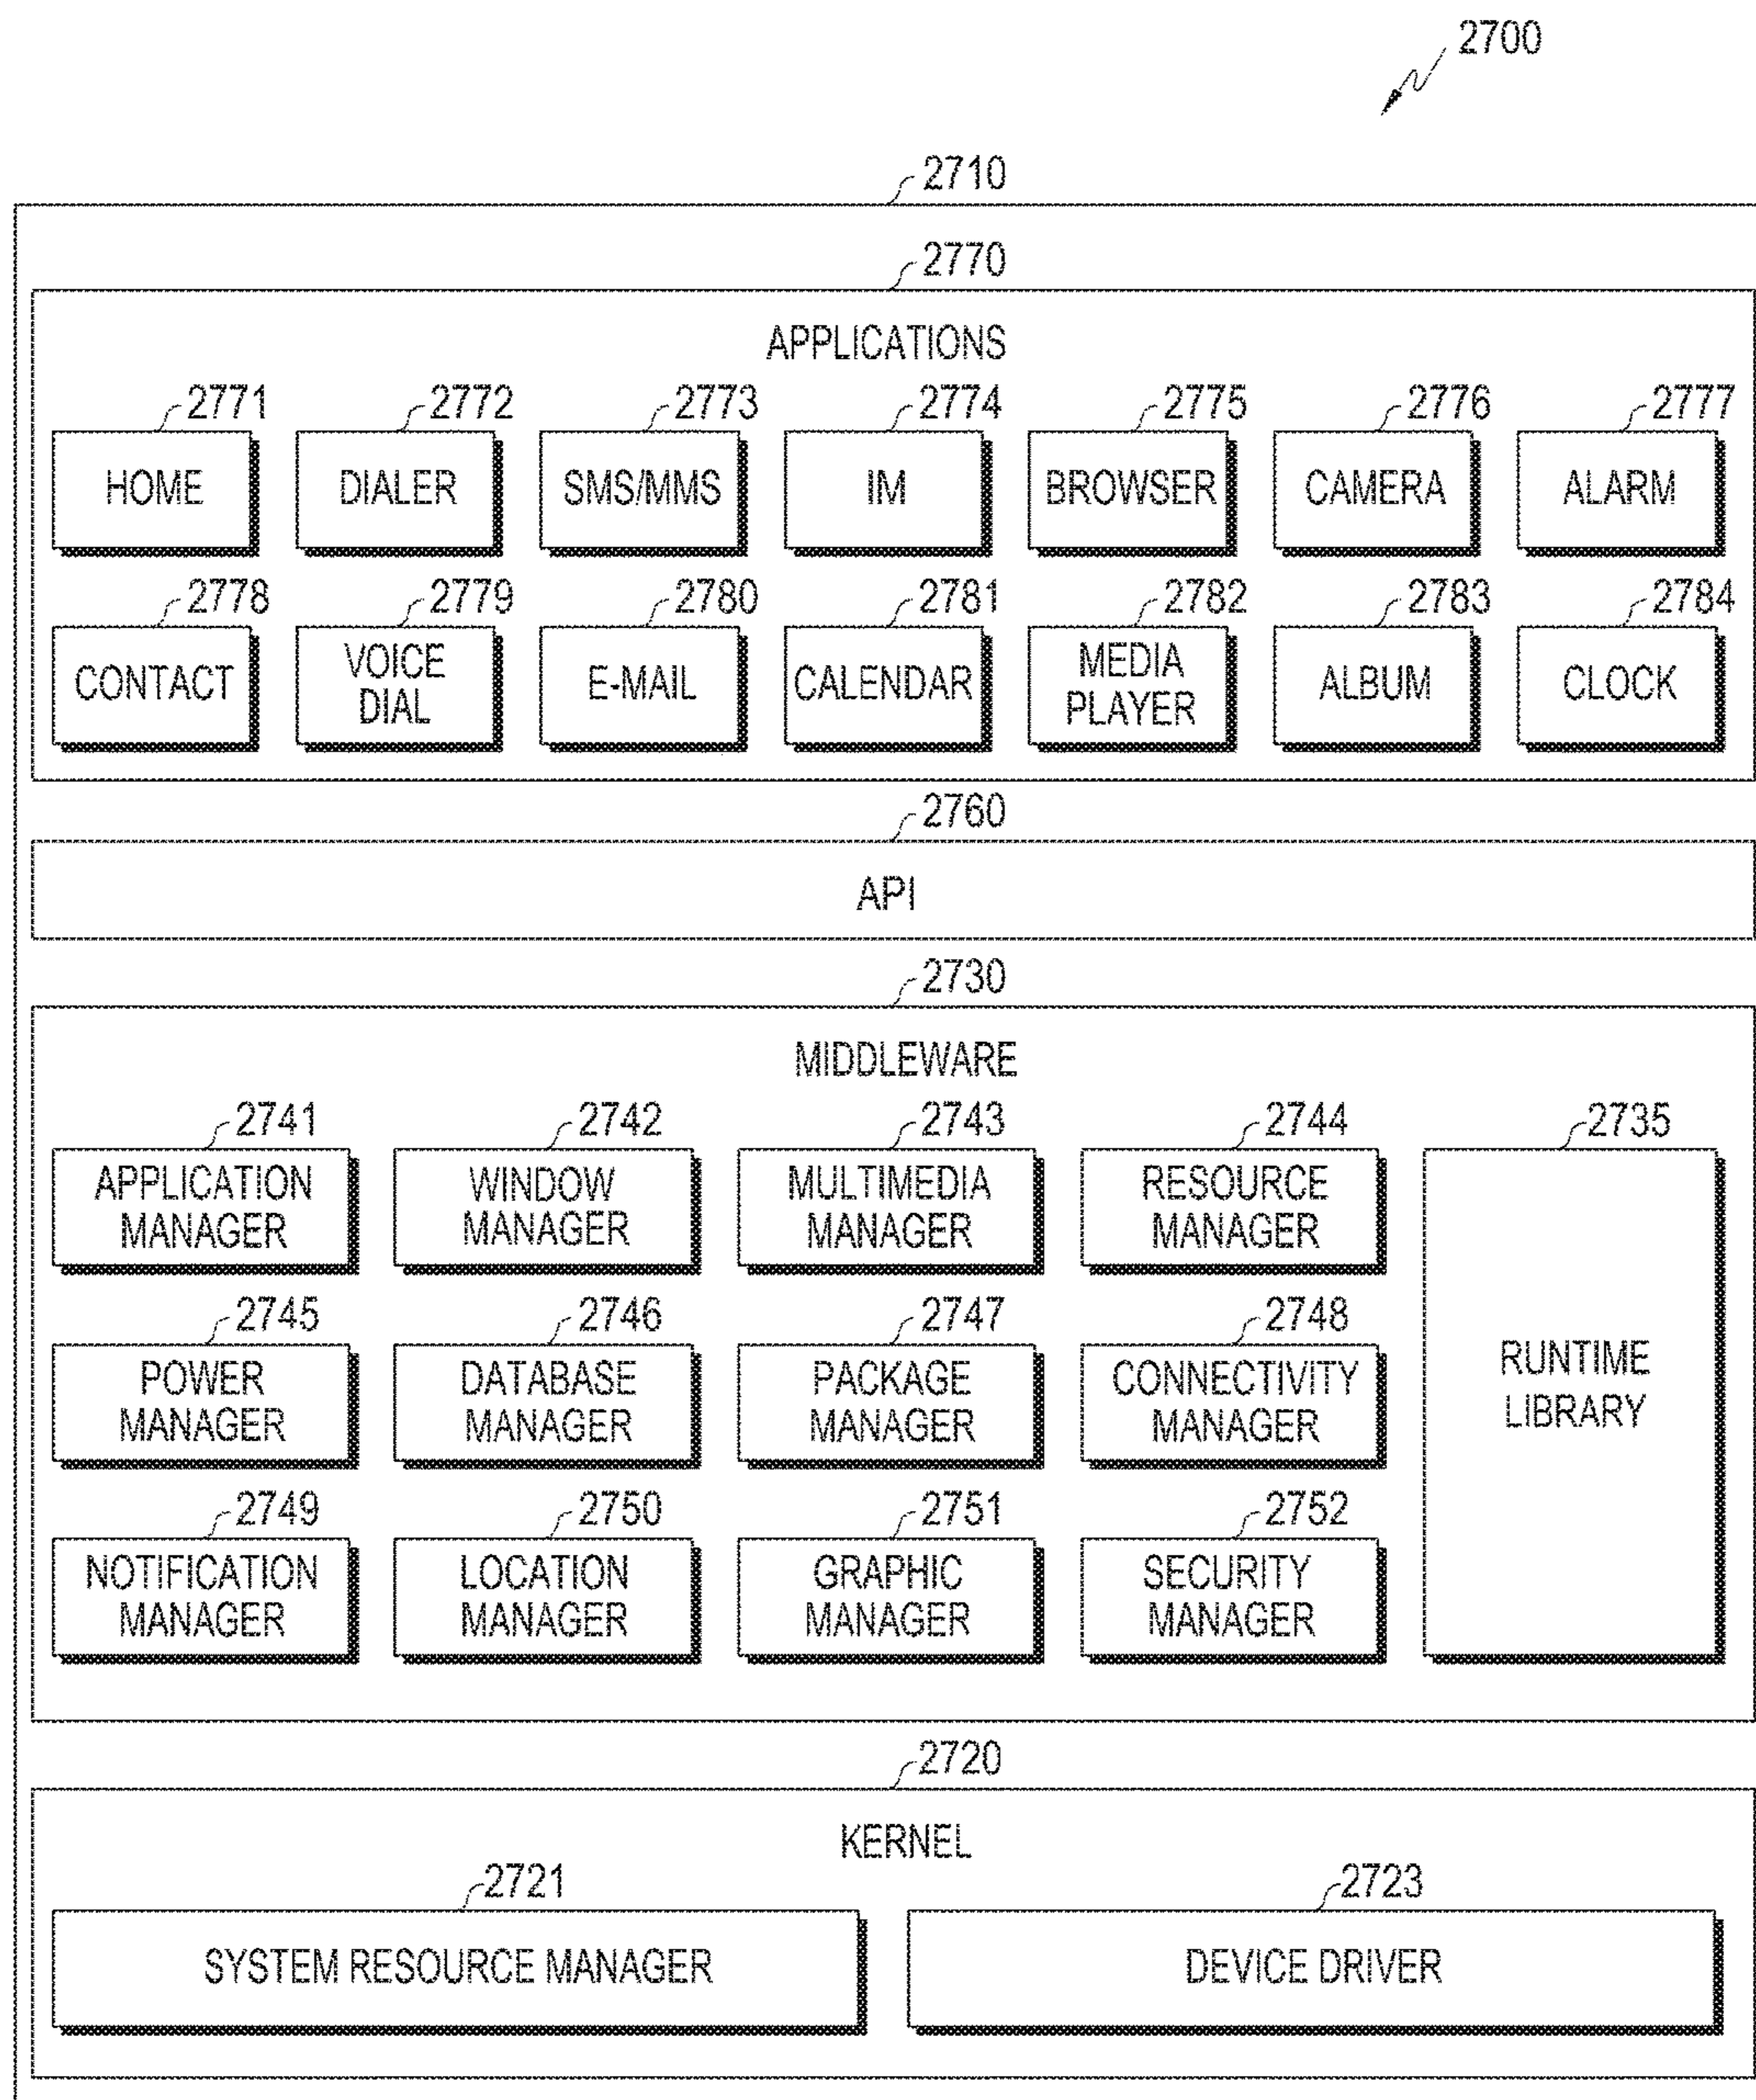 2700
2710
2770
APPLICATIONS
2771 2772 2773 2774 2775 2776 2777
HOME DIALER SMS/MMS IM BROWSER CAMERA ALARM
2778 2779 2780 2781 2782 2783 2784
CONTACT VOICE DIAL E-MAIL CALENDAR MEDIA PLAYER ALBUM CLOCK
2760
API
2730
MIDDLEWARE
2741 2742 2743 2744 2735
APPLICATION MANAGER WINDOW MANAGER MULTIMEDIA MANAGER RESOURCE MANAGER
2745 2746 2747 2748
POWER MANAGER DATABASE MANAGER PACKAGE MANAGER CONNECTIVITY MANAGER RUNTIME LIBRARY
2749 2750 2751 2752
NOTIFICATION MANAGER LOCATION MANAGER GRAPHIC MANAGER SECURITY MANAGER
2720
KERNEL
2721 2723
SYSTEM RESOURCE MANAGER DEVICE DRIVER